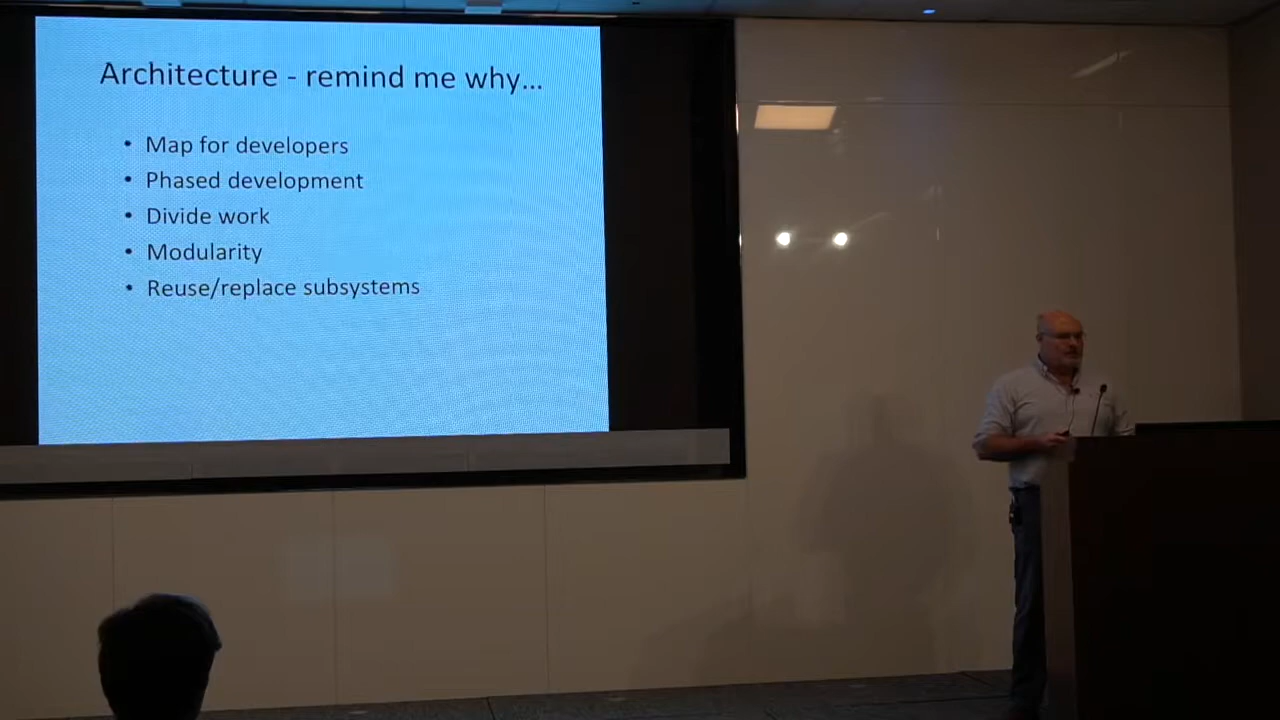 Architecture - remind me why...
• Map for developers
• Phased development
• Divide work
• Modularity
• Reuse/replace subsystems